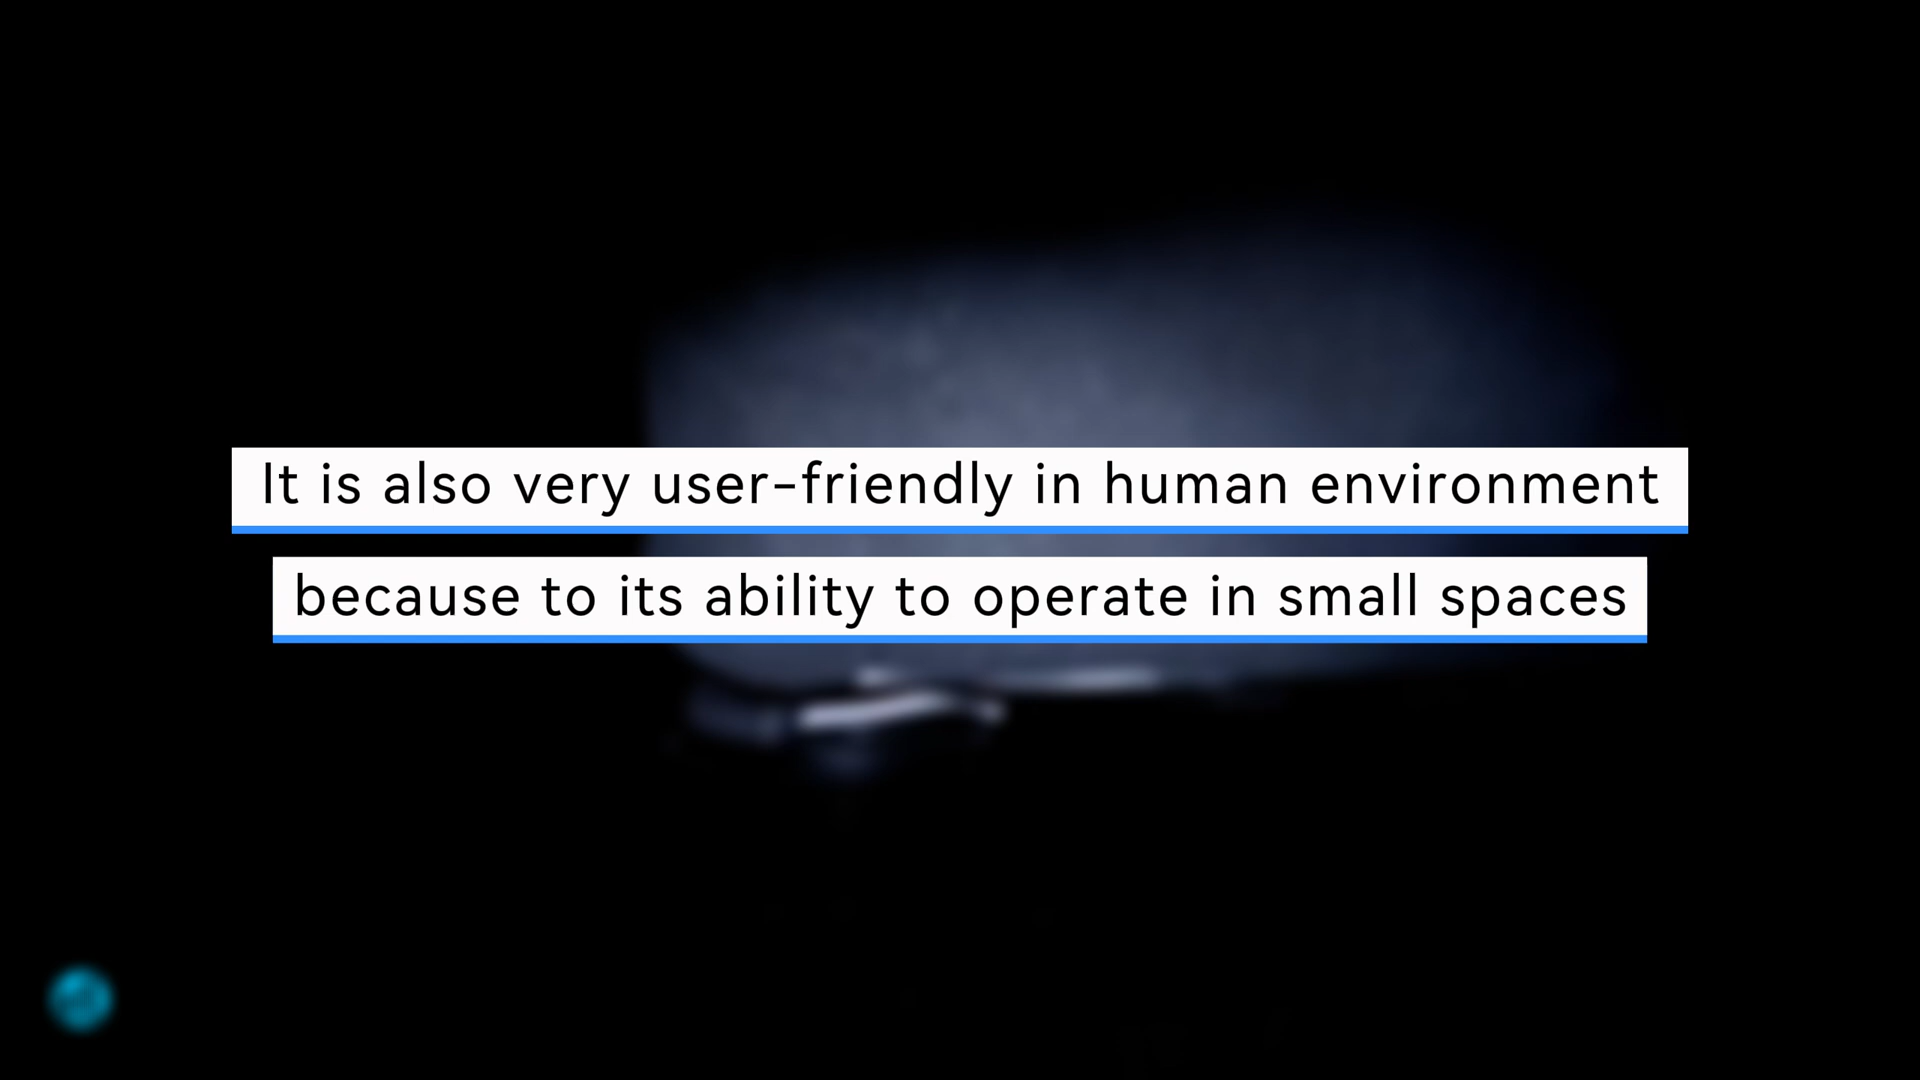 It is also very user-friendly in human environment
because to its ability to operate in small spaces